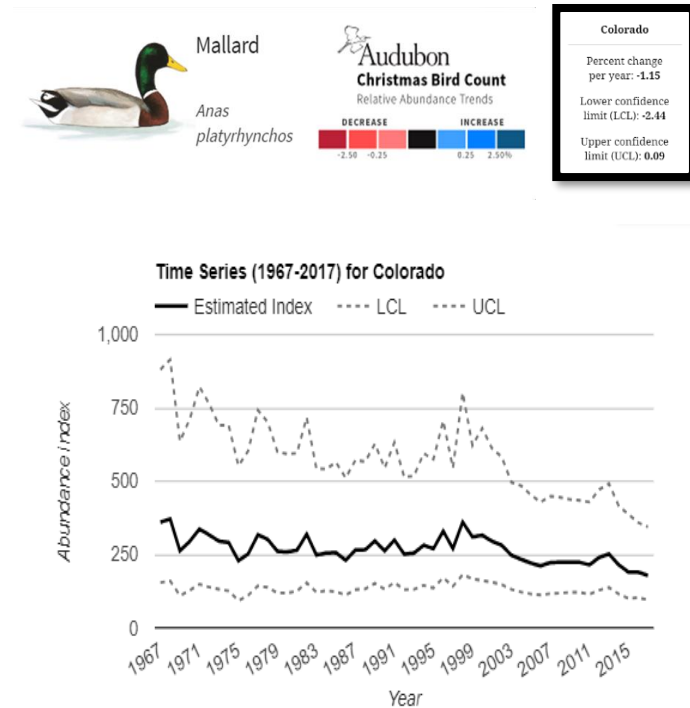 Mallard
Anas
platyrhynchos
Audubon
Christmas Bird Count
Relative Abundance Trends
DECREASE INCREASE
-2.50 -0.25 0.25 2.50%
Colorado
Percent change
per year: -1.15
Lower confidence
limit (LCL): -2.44
Upper confidence
limit (UCL): 0.09
Time Series (1967-2017) for Colorado
Estimated Index LCL UCL
1,000
750
500
250
0
Abundance index
1967 1971 1975 1979 1983 1987 1991 1995 1999 2003 2007 2011 2015
Year